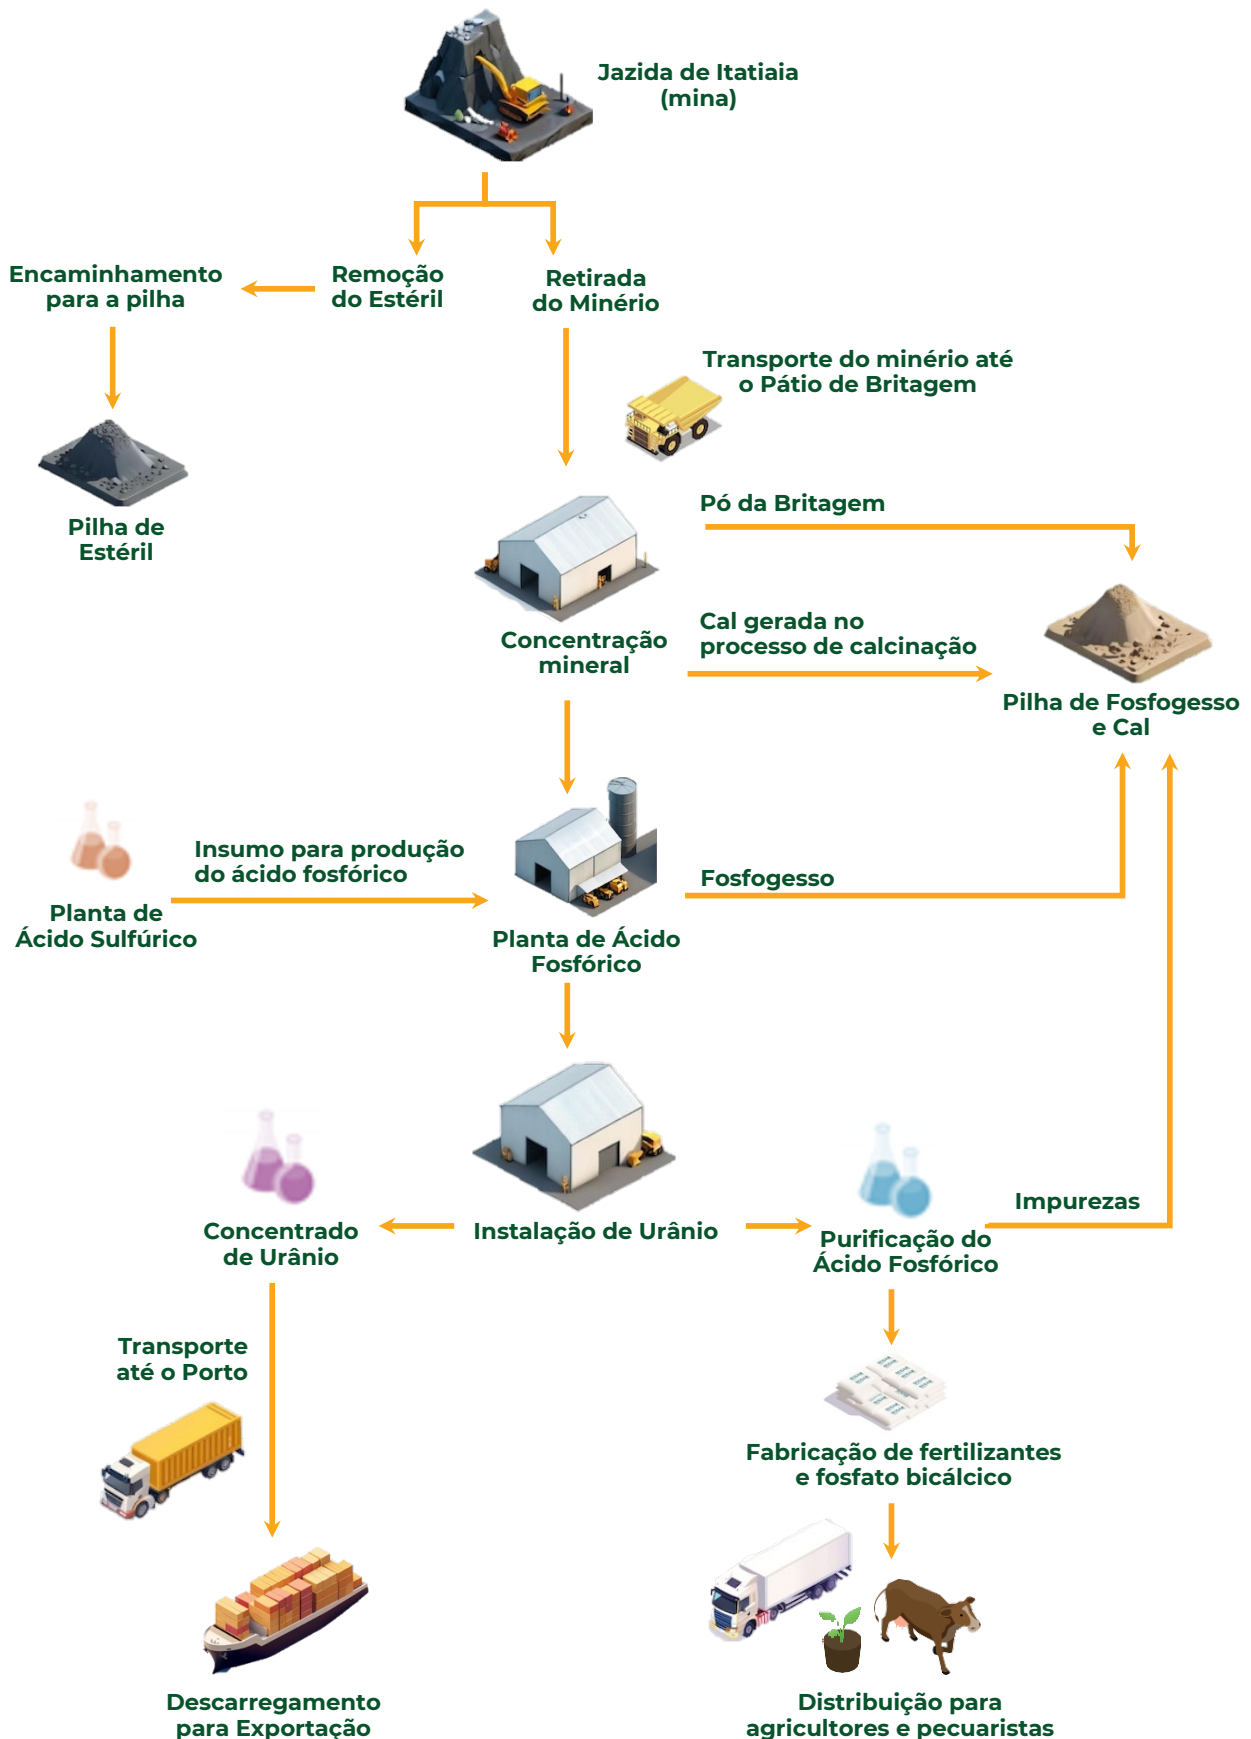 Jazida de Itatiaia
(mina)
Encaminhamento
para a pilha
Remoção
do Estéril
Retirada
do Minério
Transporte do minério até
o Pátio de Britagem
Pilha de
Estéril
Pó da Britagem
Concentração
mineral
Cal gerada no
processo de calcinação
Pilha de Fosfogesso
e Cal
Insumo para produção
do ácido fosfórico
Planta de
Ácido Sulfúrico
Planta de Ácido
Fosfórico
Fosfogesso
Concentrado
de Urânio
Instalação de Urânio
Purificação do
Ácido Fosfórico
Impurezas
Transporte
até o Porto
Fabricação de fertilizantes
e fosfato bicálcico
Descarregamento
para Exportação
Distribuição para
agricultores e pecuaristas